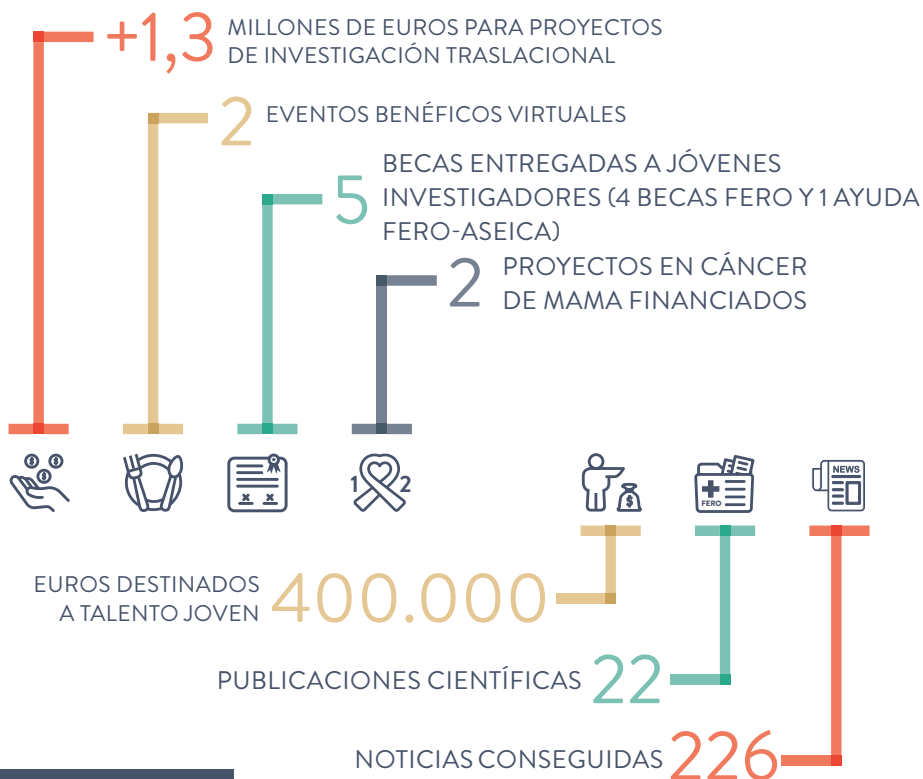 +1,3 MILLONES DE EUROS PARA PROYECTOS
DE INVESTIGACIÓN TRASLACIONAL
2 EVENTOS BENÉFICOS VIRTUALES
5 BECAS ENTREGADAS A JÓVENES
INVESTIGADORES (4 BECAS FERO Y 1 AYUDA
FERO-ASEICA)
2 PROYECTOS EN CÁNCER
DE MAMA FINANCIADOS
1 2
FERO
NEWS
EUROS DESTINADOS
A TALENTO JOVEN 400.000
PUBLICACIONES CIENTÍFICAS 22
NOTICIAS CONSEGUIDAS 226